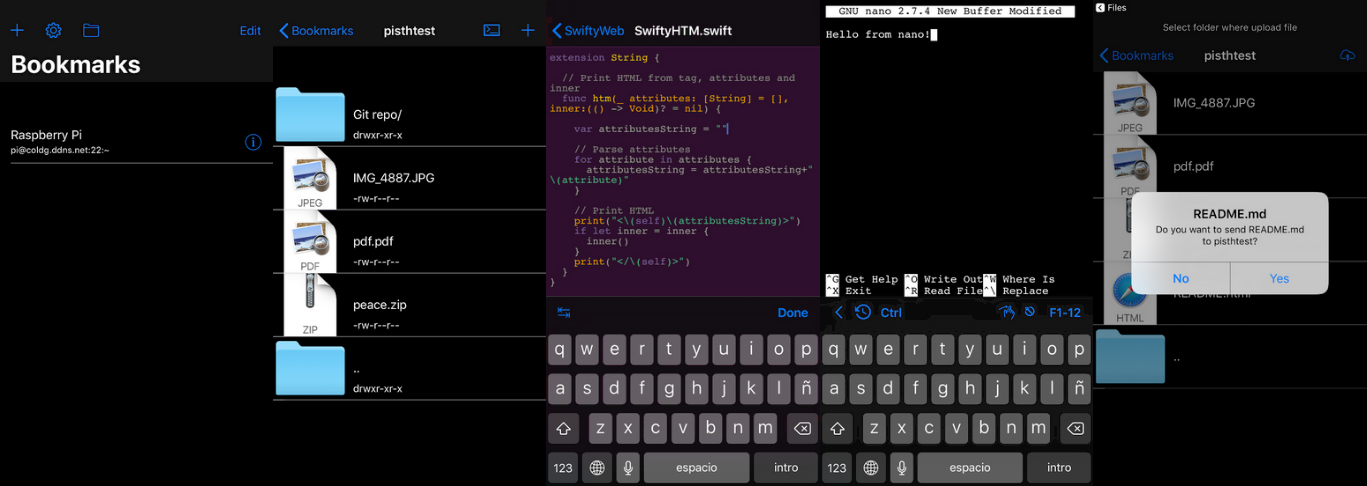 Edit
Bookmarks
Raspberry Pi
pi@coldg.ddns.net:22:~
Bookmarks pisthtest
Git repo/
drwxr-xr-x
JPEG
IMG_4887.JPG
-rw-r--r--
PDF
pdf.pdf
-rw-r--r--
ZIP
peace.zip
-rw-r--r--
..
drwxr-xr-x
SwiftyWeb SwiftyHTM.swift
extension String {
// Print HTML from tag, attributes and
inner
func htm(_ attributes: [String] = [],
inner:(() -> Void)? = nil) {
var attributesString = ""
// Parse attributes
for attribute in attributes {
attributesString = attributesString+"
\(attribute)"
}
// Print HTML
print("<\(self)\(attributesString)>")
if let inner = inner {
inner()
}
print("</\(self)>")
}
}
Done
q w e r t y u i o p
a s d f g h j k l ñ
z x c v b n m
123 espacio intro
GNU nano 2.7.4 New Buffer Modified
Hello from nano!
^G Get Help ^O Write Out ^W Where Is
^X Exit ^R Read File ^\ Replace
Ctrl F1-12
q w e r t y u i o p
a s d f g h j k l ñ
z x c v b n m
123 espacio intro
Files
Select folder where upload file
Bookmarks pisthtest
JPEG
IMG_4887.JPG
PDF
pdf.pdf
README.md
Do you want to send README.md
to pisthtest?
No Yes
README.html
HTML
..